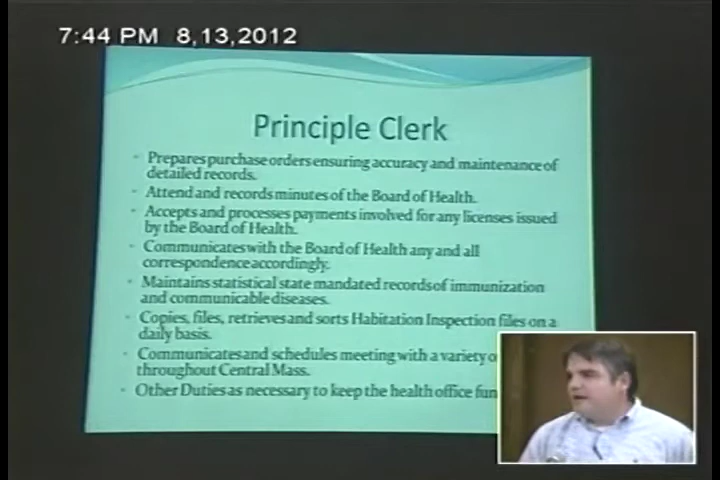 7:44 PM 8,13,2012
Principle Clerk
Prepares purchase orders ensuring accuracy and maintenance of
detailed records.
Attend and records minutes of the Board of Health.
Accepts and processes payments involved for any licenses issued
by the Board of Health.
Communicates with the Board of Health any and all
correspondence accordingly.
Maintains statistical state mandated records of immunization
and communicable diseases.
Copies, files, retrieves and sorts Habitation Inspection files on a
daily basis.
Communicates and schedules meeting with a variety
throughout Central Mass.
Other Duties as necessary to keep the health office